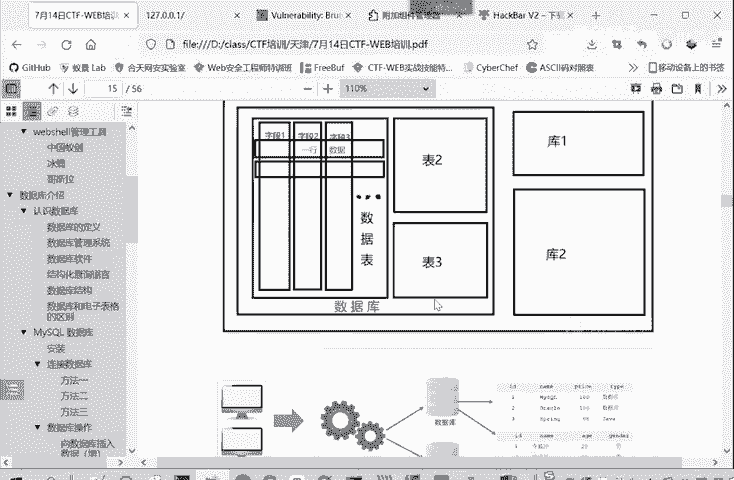 7月14日CTF-WEB培训
127.0.0.1/
Vulnerability: Bru
附加组件管理器
HackBar V2 – 下载
file:///D:/class/CTF培训/天津/7月14日CTF-WEB培训.pdf
GitHub
蚁景 Lab
合天网安实验室
Web安全工程师特训班
FreeBuf
CTF-WEB实战技能特...
CyberChef
ASCII码对照表
移动设备上的书签
15 / 56
110%
webshell管理工具
中国蚁剑
冰蝎
哥斯拉
数据库介绍
认识数据库
数据库的定义
数据库管理系统
数据库软件
结构化查询语言
数据库结构
数据库和电子表格
的区别
MySQL 数据库
安装
连接数据库
方法一
方法二
方法三
数据库操作
向数据库插入
数据（增）
字段1
字段2
字段3
一行
数据
数据表
数据库
表2
表3
库1
库2
数据库
id name price type
1 MySQL 100 数据库
2 Oracle 100 数据库
3 Spring Java
id name age gender